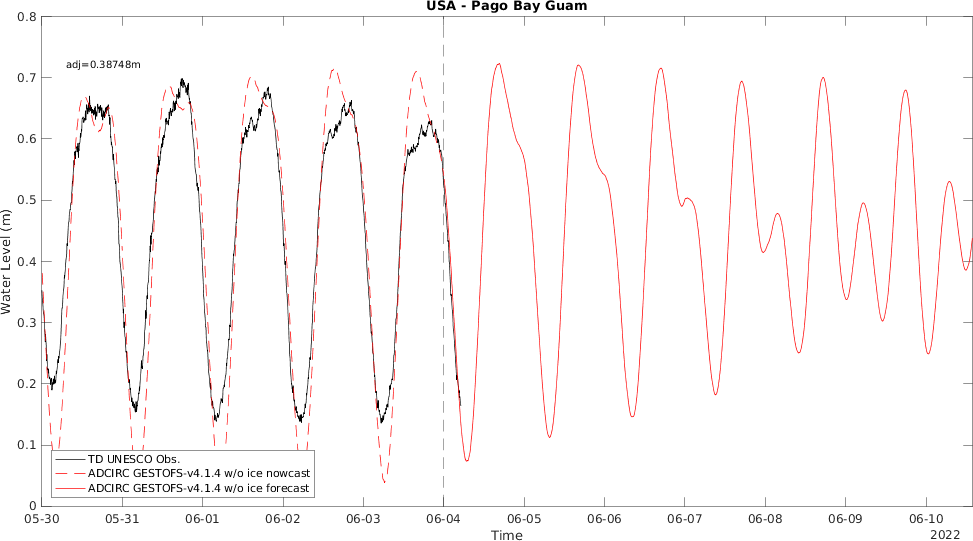 USA - Pago Bay Guam
adj=0.38748m
0.8
0.7
0.6
0.5
0.4
0.3
0.2
0.1
0
Water Level (m)
TD UNESCO Obs.
ADCIRC GESTOFS-v4.1.4 w/o ice nowcast
ADCIRC GESTOFS-v4.1.4 w/o ice forecast
05-30 05-31 06-01 06-02 06-03 06-04 06-05 06-06 06-07 06-08 06-09 06-10
Time
2022